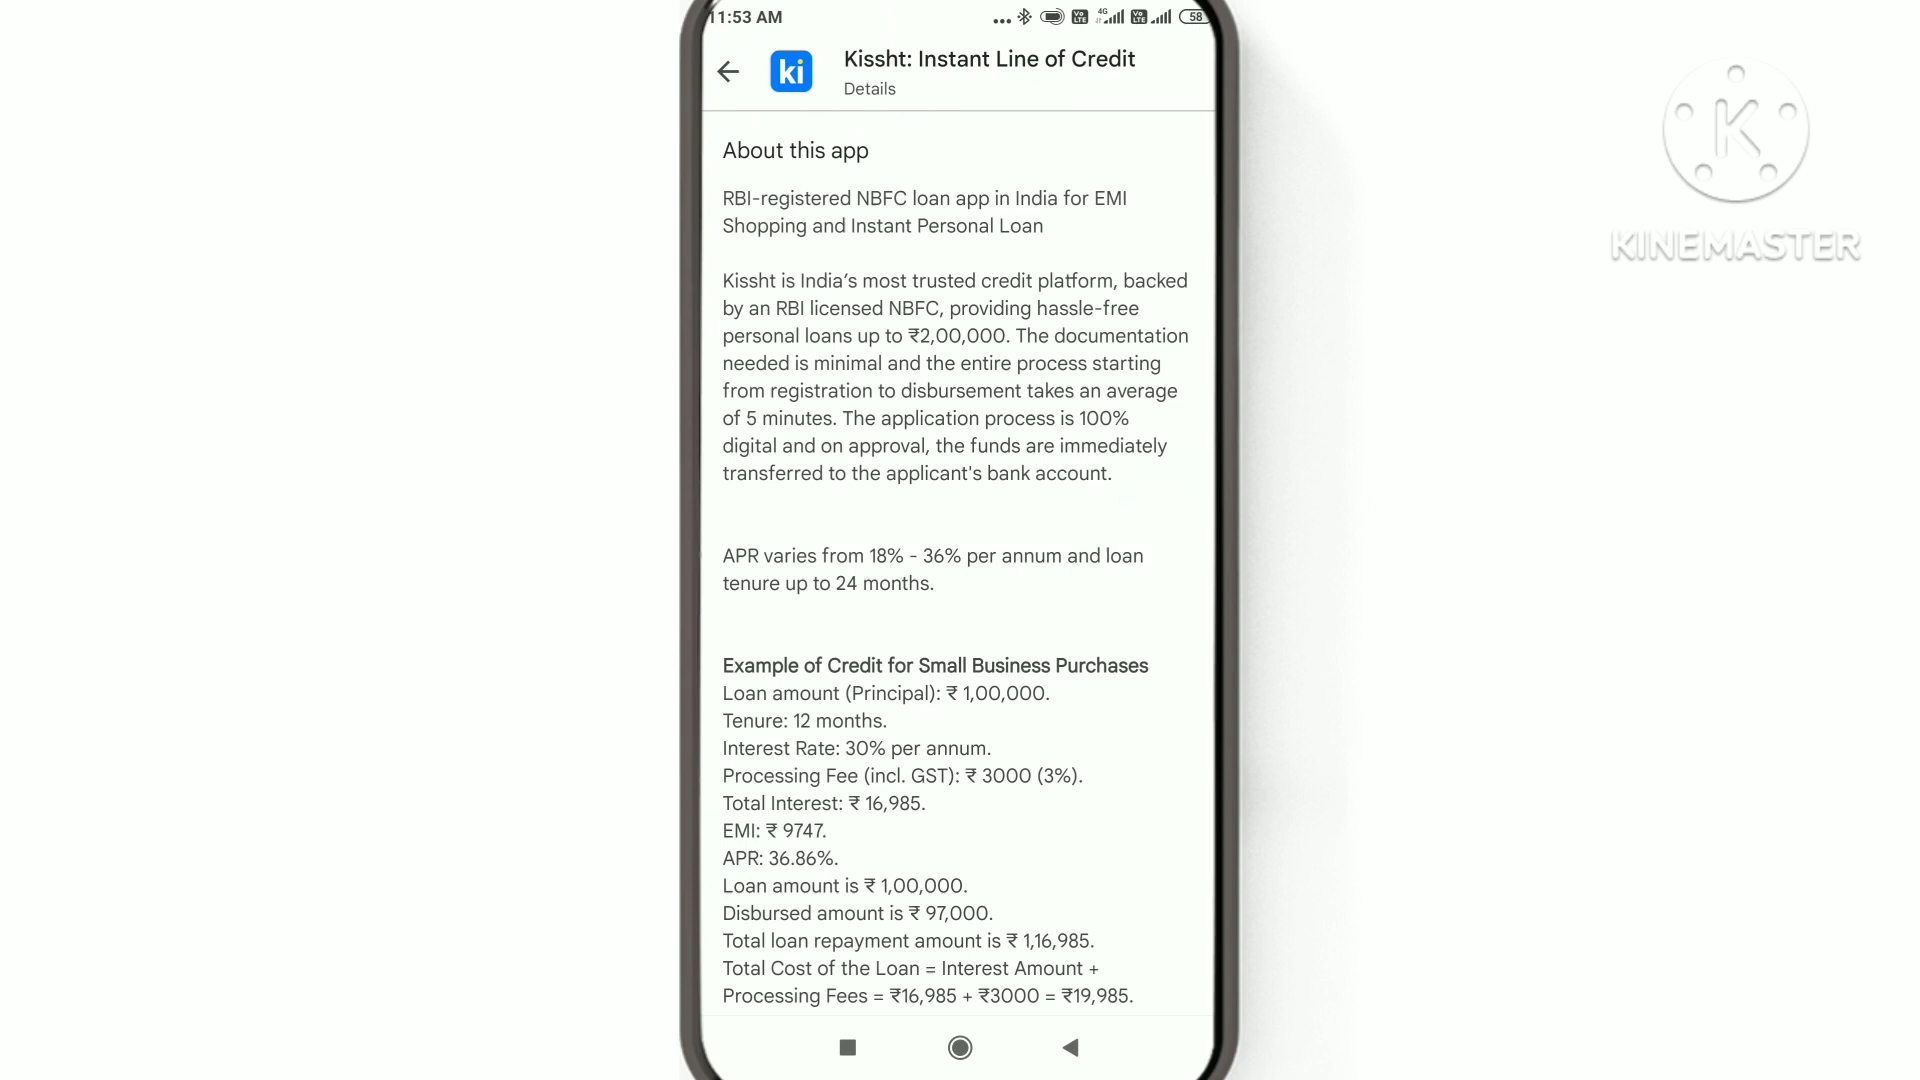 11:53 AM
4G
Vo LTE
Vo LTE
58
ki
Kissht: Instant Line of Credit
Details
About this app
RBI-registered NBFC loan app in India for EMI
Shopping and Instant Personal Loan
Kissht is India’s most trusted credit platform, backed
by an RBI licensed NBFC, providing hassle-free
personal loans up to ₹2,00,000. The documentation
needed is minimal and the entire process starting
from registration to disbursement takes an average
of 5 minutes. The application process is 100%
digital and on approval, the funds are immediately
transferred to the applicant's bank account.
APR varies from 18% - 36% per annum and loan
tenure up to 24 months.
Example of Credit for Small Business Purchases
Loan amount (Principal): ₹ 1,00,000.
Tenure: 12 months.
Interest Rate: 30% per annum.
Processing Fee (incl. GST): ₹ 3000 (3%).
Total Interest: ₹ 16,985.
EMI: ₹ 9747.
APR: 36.86%.
Loan amount is ₹ 1,00,000.
Disbursed amount is ₹ 97,000.
Total loan repayment amount is ₹ 1,16,985.
Total Cost of the Loan = Interest Amount +
Processing Fees = ₹16,985 + ₹3000 = ₹19,985.
K
KINEMASTER